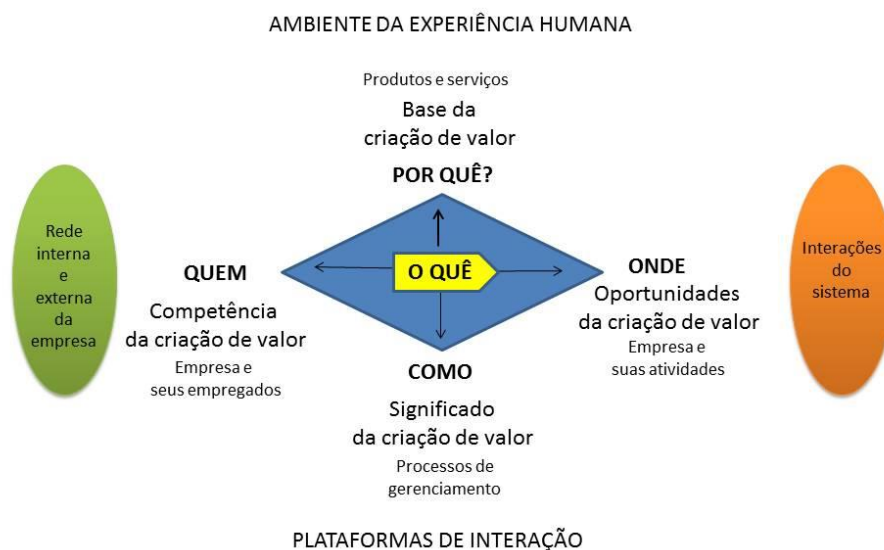 AMBIENTE DA EXPERIÊNCIA HUMANA
Produtos e serviços
Base da
criação de valor
POR QUÊ?
Rede
interna
e
externa
da
empresa
QUEM
Competência
da criação de valor
Empresa e
seus empregados
O QUÊ
ONDE
Oportunidades
da criação de valor
Empresa e
suas atividades
Interações
do
sistema
COMO
Significado
da criação de valor
Processos de
gerenciamento
PLATAFORMAS DE INTERAÇÃO